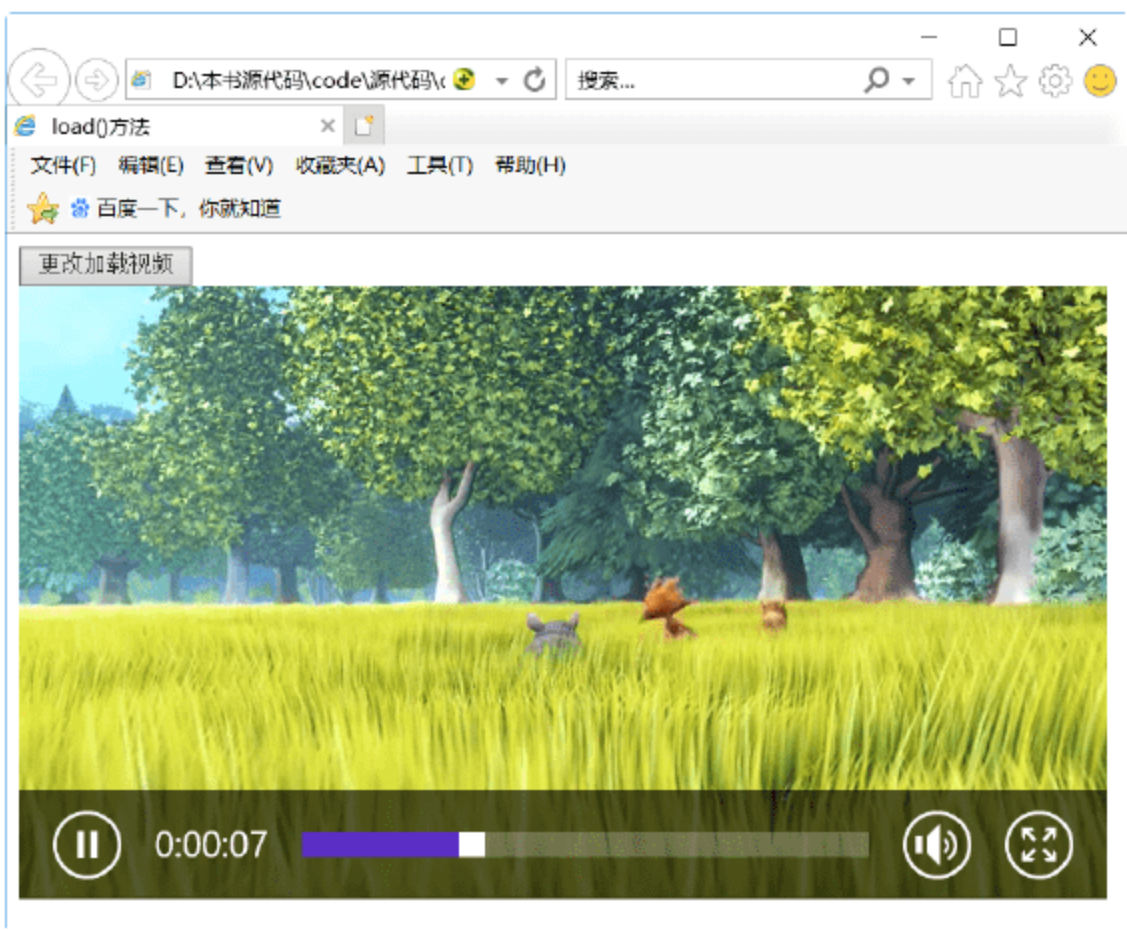 D:\本书源代码\code\源代码\c
搜索...
load()方法
文件(F) 编辑(E) 查看(V) 收藏夹(A) 工具(T) 帮助(H)
百度一下，你就知道
更改加载视频
0:00:07